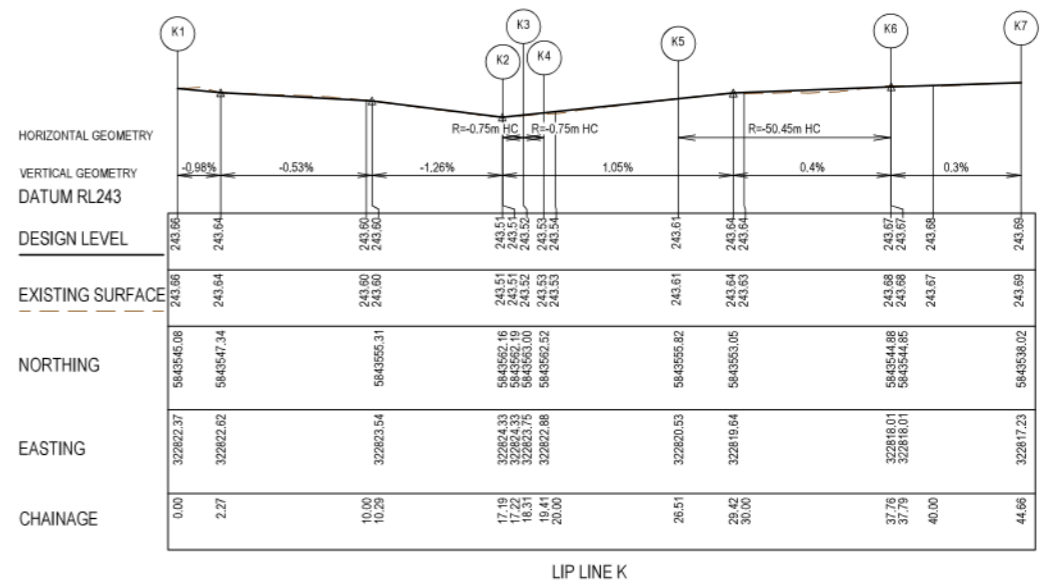 K1 K2 K3 K4 K5 K6 K7
HORIZONTAL GEOMETRY R=-0.75m HC R=-0.75m HC R=-50.45m HC
VERTICAL GEOMETRY -0.98% -0.53% -1.26% 1.05% 0.4% 0.3%
DATUM RL243
DESIGN LEVEL 243.66 243.64 243.60 243.60 243.51 243.51 243.52 243.53 243.54 243.61 243.64 243.64 243.67 243.67 243.68 243.69
EXISTING SURFACE 243.66 243.64 243.60 243.60 243.51 243.51 243.52 243.53 243.53 243.61 243.64 243.63 243.68 243.68 243.67 243.69
NORTHING 5843545.08 5843547.34 5843555.31 5843562.16 5843562.19 5843563.00 5843562.52 5843555.82 5843553.05 5843544.88 5843544.85 5843538.02
EASTING 322822.37 322822.62 322823.54 322824.33 322824.33 322823.75 322822.88 322820.53 322819.64 322818.01 322818.01 322817.23
CHAINAGE 0.00 2.27 10.00 10.29 17.19 17.22 18.31 19.41 20.00 26.51 29.42 30.00 37.76 37.79 40.00 44.66
LIP LINE K